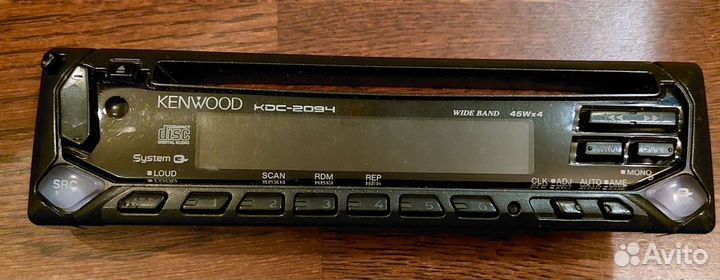 KENWOOD KDC-2094 WIDE BAND 45Wx4
COMPACT
disc
DIGITAL AUDIO
System Q
LOUD
SCAN RDM REP
MONO
CLK ADJ AUTO AME
SRC
1 2 3 4 5 6
Avito